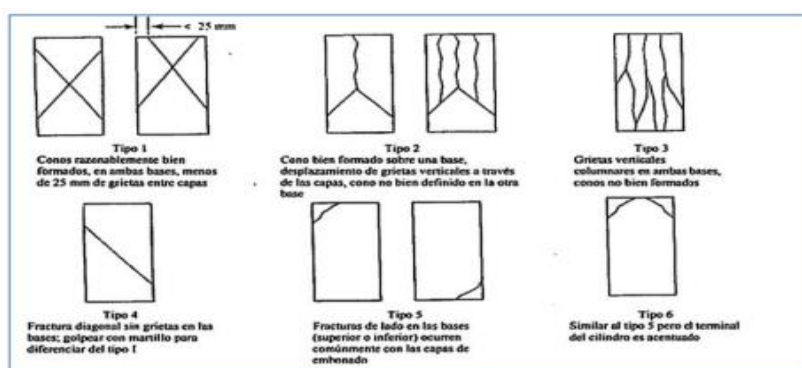 < 25 mm
Tipo 1
Conos razonablemente bien
formados, en ambas bases, menos
de 25 mm de grietas entre capas
Tipo 2
Cono bien formado sobre una base,
desplazamiento de grietas verticales a través
de las capas, cono no bien definido en la otra
base
Tipo 3
Grietas verticales
columnares en ambas bases,
conos no bien formados
Tipo 4
Fractura diagonal sin grietas en las
bases; golpear con martillo para
diferenciar del tipo I
Tipo 5
Fracturas de lado en las bases
(superior o inferior) ocurren
comúnmente con las capas de
embonado
Tipo 6
Similar al tipo 5 pero el terminal
del cilindro es acentuado